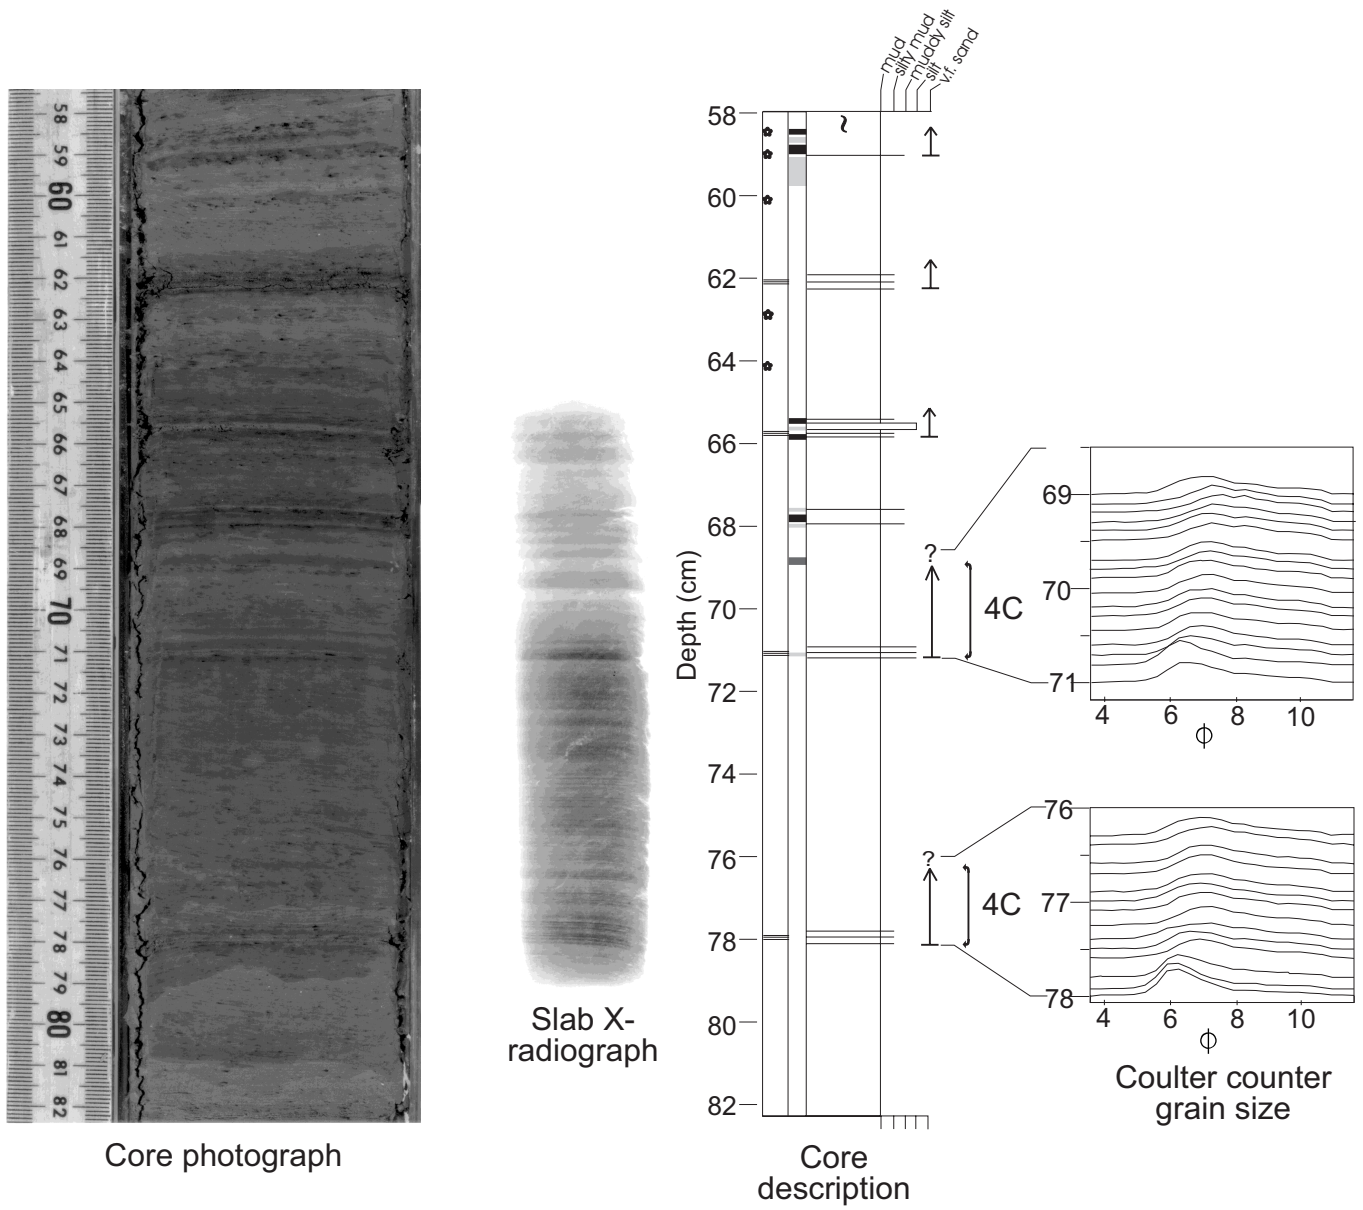 58
59
60
61
62
63
64
65
66
67
68
69
70
71
72
73
74
75
76
77
78
79
80
81
82
Core photograph
Slab X-
radiograph
mud
silty mud
muddy silt
silt
v.f. sand
Depth (cm)
58
60
62
64
66
68
70
72
74
76
78
80
82
?
4C
?
4C
Core
description
69
70
71
4 6 8 10
ϕ
76
77
78
4 6 8 10
ϕ
Coulter counter
grain size